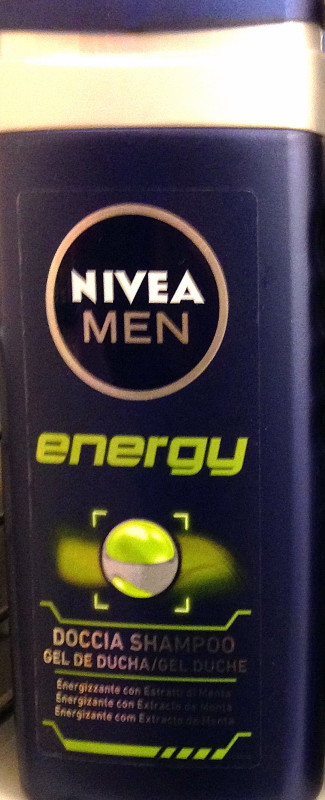 NIVEA
MEN
energy
DOCCIA SHAMPOO
GEL DE DUCHA/GEL DUCHE
Energizzante con Estratti di Menta
Energizante con Extracto de Menta
Energizante com Extracto de Menta